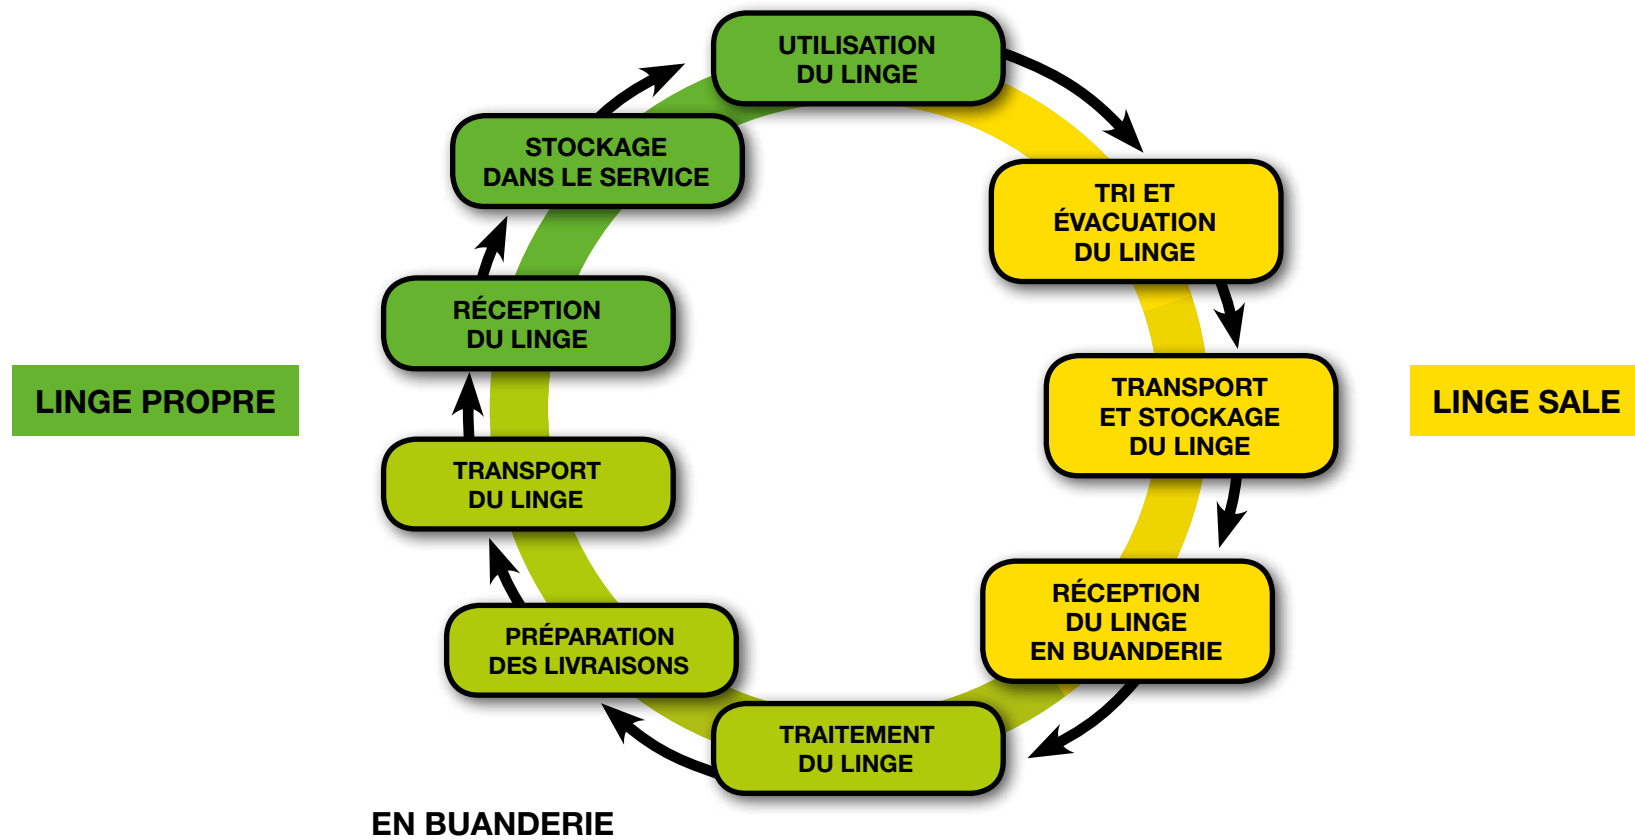 UTILISATION
DU LINGE
TRI ET
ÉVACUATION
DU LINGE
TRANSPORT
ET STOCKAGE
DU LINGE
RÉCEPTION
DU LINGE
EN BUANDERIE
TRAITEMENT
DU LINGE
PRÉPARATION
DES LIVRAISONS
TRANSPORT
DU LINGE
RÉCEPTION
DU LINGE
STOCKAGE
DANS LE SERVICE
LINGE PROPRE
LINGE SALE
EN BUANDERIE